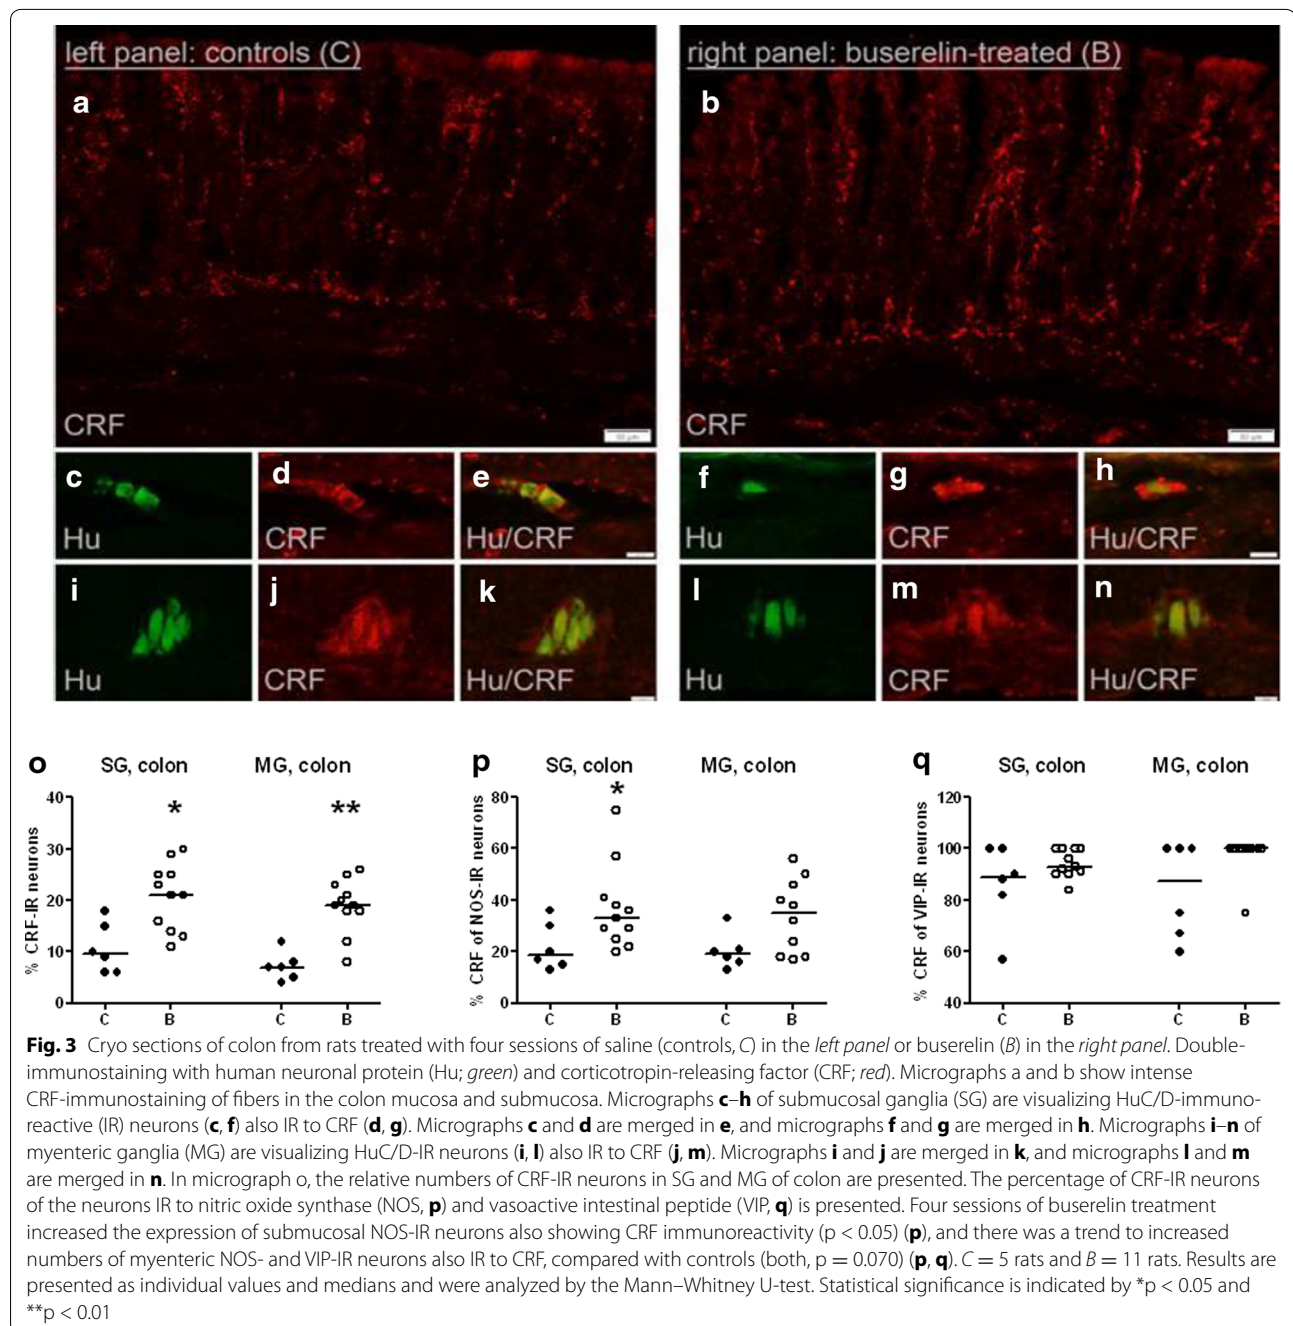 left panel: controls (C)
right panel: buserelin-treated (B)
a
b
CRF
50 µm
CRF
50 µm
c
d
e
f
g
h
Hu
CRF
Hu/CRF
Hu
CRF
Hu/CRF
i
j
k
l
m
n
Hu
CRF
Hu/CRF
Hu
CRF
Hu/CRF
o
SG, colon
MG, colon
% CRF-IR neurons
40
30
20
10
0
*
**
C
B
C
B
p
SG, colon
MG, colon
% CRF of NOS-IR neurons
80
60
40
20
0
*
C
B
C
B
q
SG, colon
MG, colon
% CRF of VIP-IR neurons
120
100
80
60
40
C
B
C
B
Fig. 3 Cryo sections of colon from rats treated with four sessions of saline (controls, C) in the left panel or buserelin (B) in the right panel. Double-
immunostaining with human neuronal protein (Hu; green) and corticotropin-releasing factor (CRF; red). Micrographs a and b show intense
CRF-immunostaining of fibers in the colon mucosa and submucosa. Micrographs c–h of submucosal ganglia (SG) are visualizing HuC/D-immuno-
reactive (IR) neurons (c, f) also IR to CRF (d, g). Micrographs c and d are merged in e, and micrographs f and g are merged in h. Micrographs i–n of
myenteric ganglia (MG) are visualizing HuC/D-IR neurons (i, l) also IR to CRF (j, m). Micrographs i and j are merged in k, and micrographs l and m
are merged in n. In micrograph o, the relative numbers of CRF-IR neurons in SG and MG of colon are presented. The percentage of CRF-IR neurons
of the neurons IR to nitric oxide synthase (NOS, p) and vasoactive intestinal peptide (VIP, q) is presented. Four sessions of buserelin treatment
increased the expression of submucosal NOS-IR neurons also showing CRF immunoreactivity (p < 0.05) (p), and there was a trend to increased
numbers of myenteric NOS- and VIP-IR neurons also IR to CRF, compared with controls (both, p = 0.070) (p, q). C = 5 rats and B = 11 rats. Results are
presented as individual values and medians and were analyzed by the Mann–Whitney U-test. Statistical significance is indicated by *p < 0.05 and
**p < 0.01